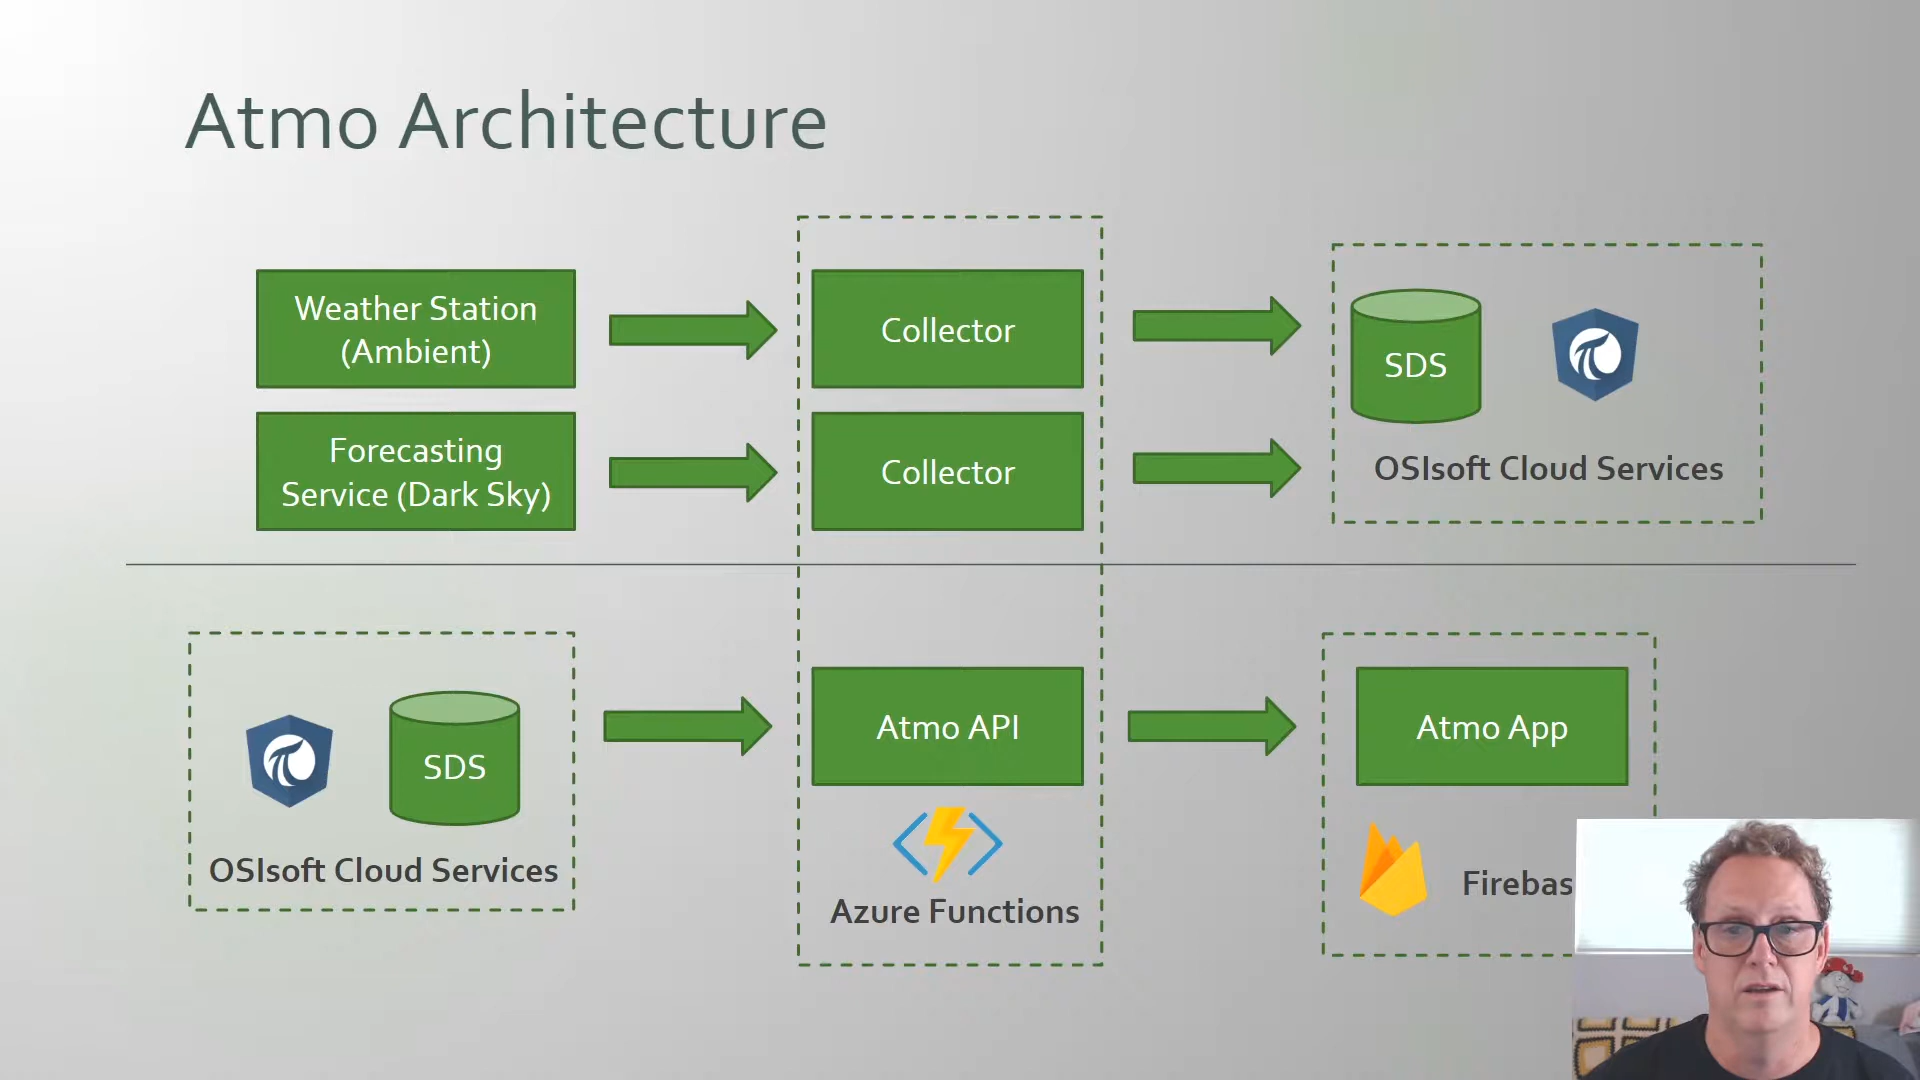 Atmo Architecture
Weather Station
(Ambient)
Collector
SDS
Forecasting
Service (Dark Sky)
Collector
OSIsoft Cloud Services
SDS
OSIsoft Cloud Services
Atmo API
Azure Functions
Atmo App
Firebas